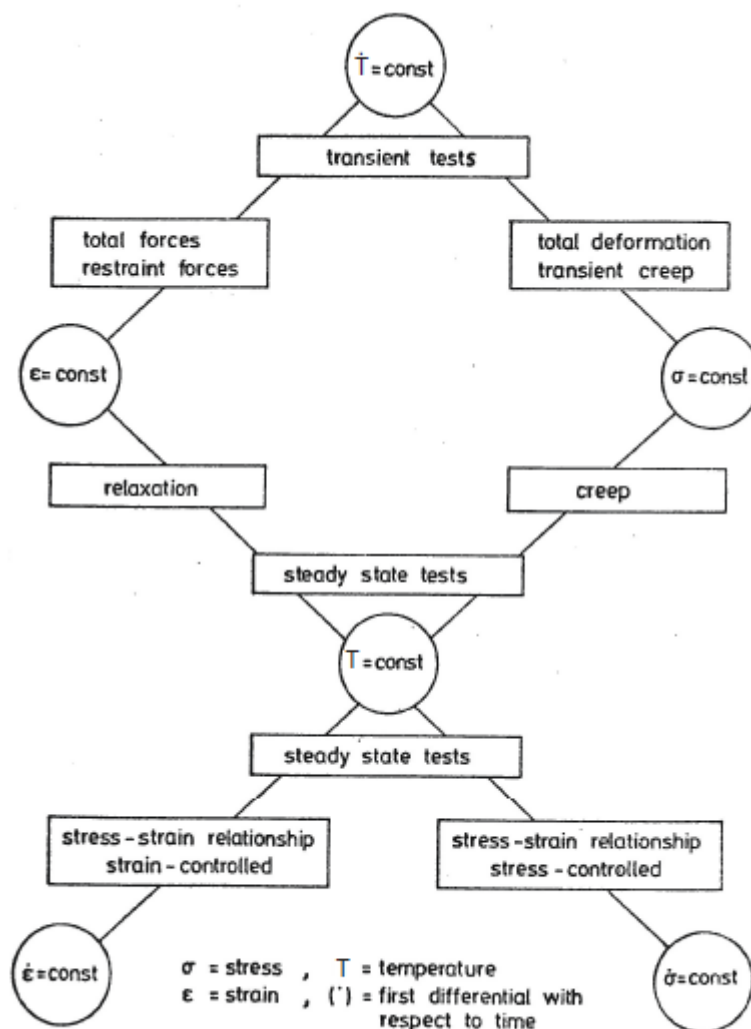 Ṫ = const
transient tests
total forces
restraint forces
total deformation
transient creep
ε = const
σ = const
relaxation
creep
steady state tests
T = const
steady state tests
stress - strain relationship
strain - controlled
stress - strain relationship
stress - controlled
ε̇ = const
σ̇ = const
σ = stress , T = temperature
ε = strain , (˙) = first differential with
respect to time